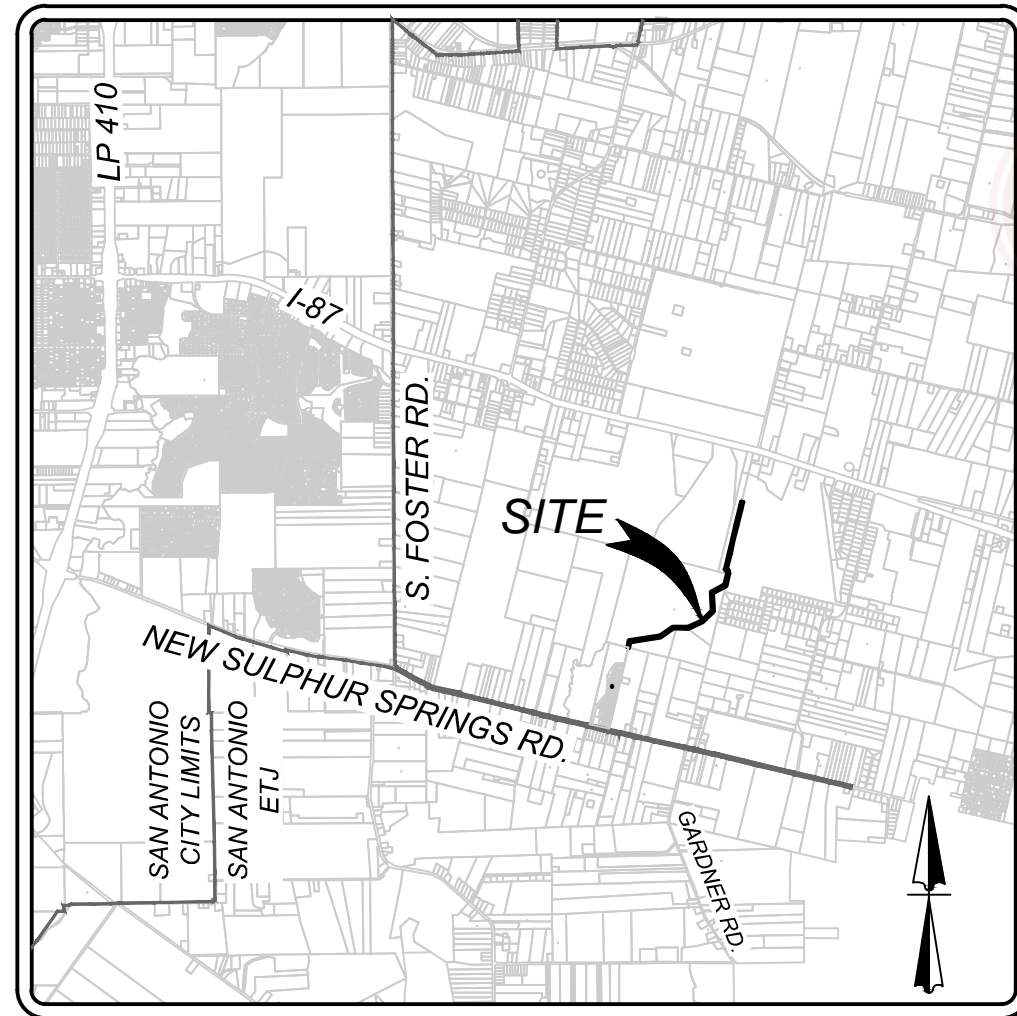 LP 410
I-87
S. FOSTER RD.
SITE
NEW SULPHUR SPRINGS RD.
SAN ANTONIO
CITY LIMITS
SAN ANTONIO
ETJ
GARDNER RD.